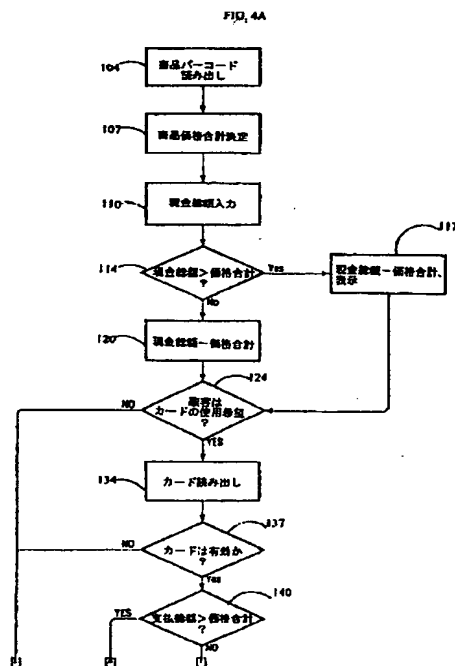 FIG. 4A
104
商品バーコード
読み出し
107
商品価格合計決定
110
現金総額入力
117
114
現金総額>価格合計
?
Yes
現金総額-価格合計、
表示
No
120
現金総額-価格合計
124
NO
顧客は
カードの使用希望
?
YES
134
カード読み出し
137
NO
カードは有効か
?
Yes
140
YES
支払総額>価格合計
?
NO